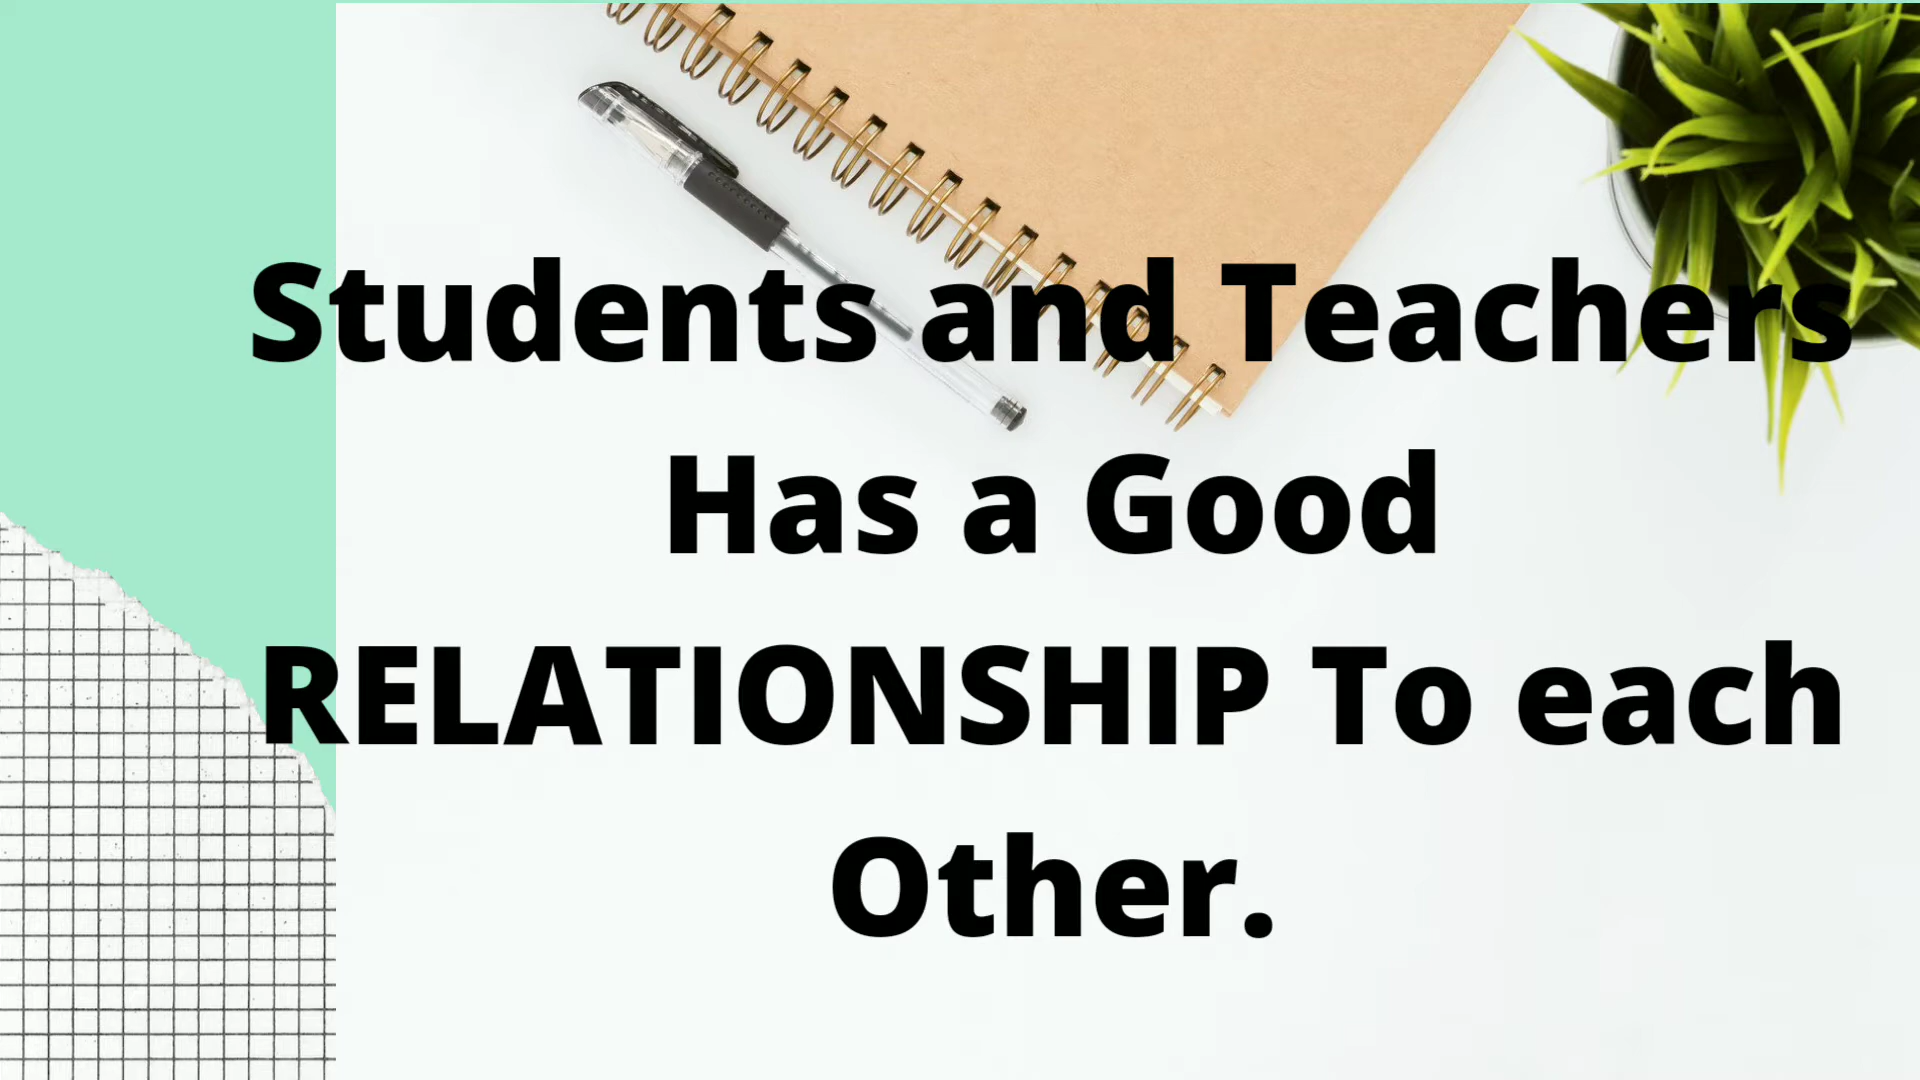 Students and Teachers
Has a Good
RELATIONSHIP To each
Other.